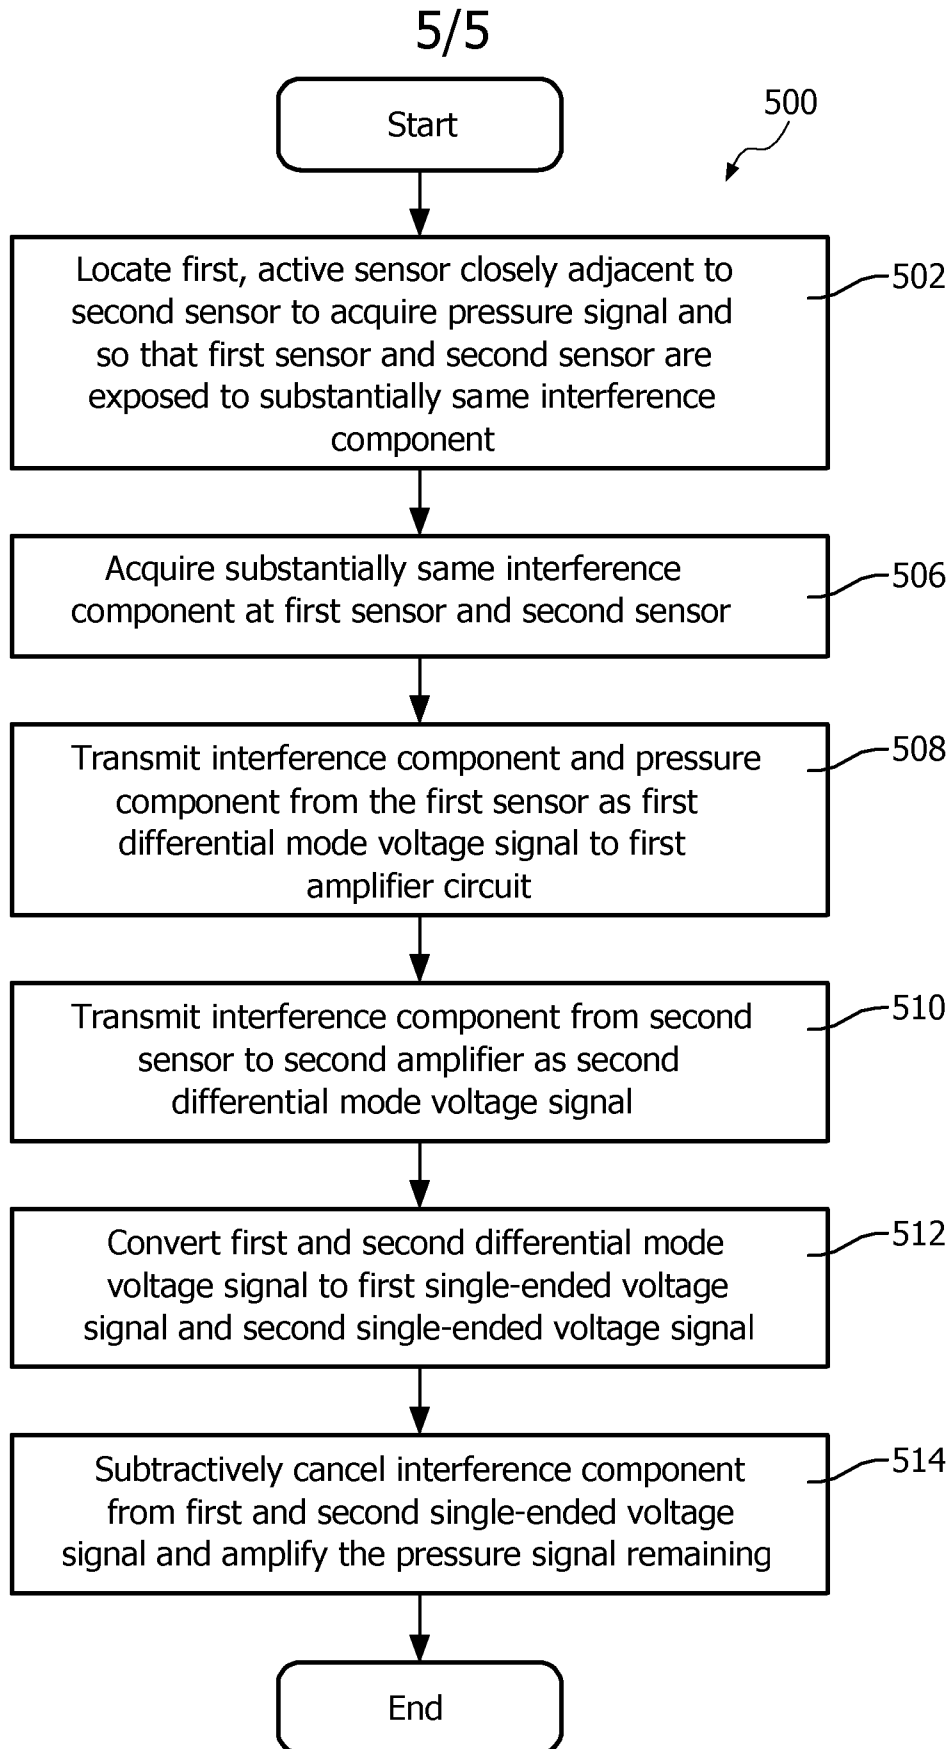 5/5
Start
500
Locate first, active sensor closely adjacent to
second sensor to acquire pressure signal and
so that first sensor and second sensor are
exposed to substantially same interference
component
502
Acquire substantially same interference
component at first sensor and second sensor
506
Transmit interference component and pressure
component from the first sensor as first
differential mode voltage signal to first
amplifier circuit
508
Transmit interference component from second
sensor to second amplifier as second
differential mode voltage signal
510
Convert first and second differential mode
voltage signal to first single-ended voltage
signal and second single-ended voltage signal
512
Subtractively cancel interference component
from first and second single-ended voltage
signal and amplify the pressure signal remaining
514
End